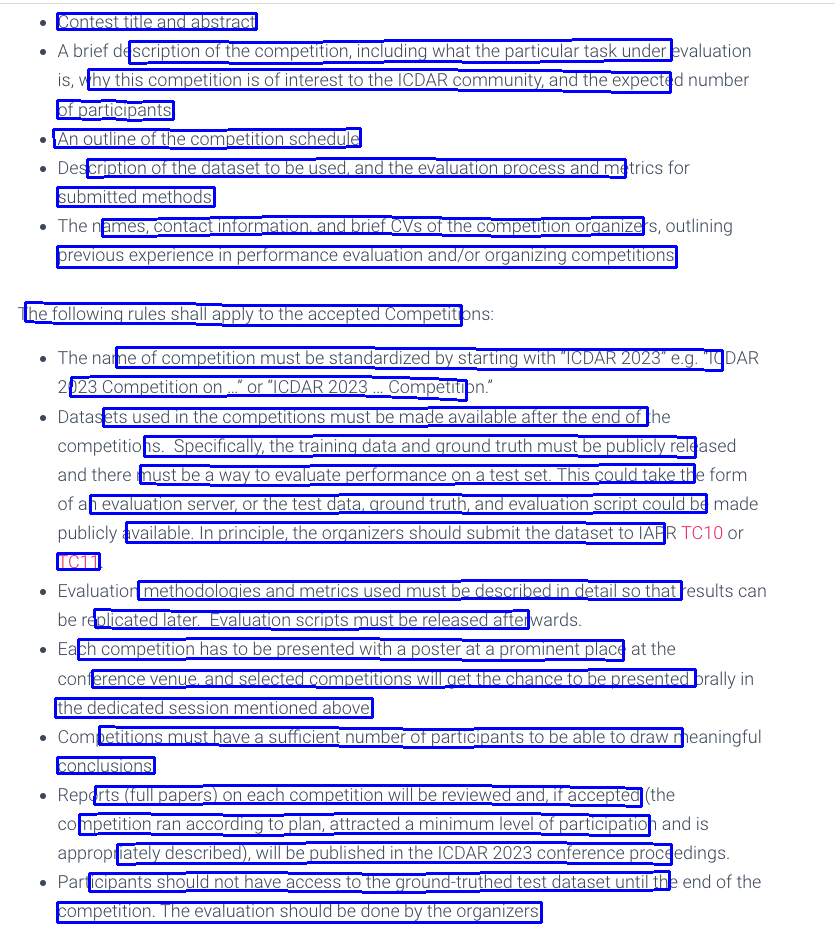 Contest title and abstract
A brief description of the competition, including what the particular task under evaluation
is, why this competition is of interest to the ICDAR community, and the expected number
of participants
An outline of the competition schedule
Description of the dataset to be used, and the evaluation process and metrics for
submitted methods
The names, contact information, and brief CVs of the competition organizers, outlining
previous experience in performance evaluation and/or organizing competitions
The following rules shall apply to the accepted Competitions:
The name of competition must be standardized by starting with “ICDAR 2023” e.g. “ICDAR
2023 Competition on …” or “ICDAR 2023 … Competition.”
Datasets used in the competitions must be made available after the end of the
competitions.  Specifically, the training data and ground truth must be publicly released
and there must be a way to evaluate performance on a test set. This could take the form
of an evaluation server, or the test data, ground truth, and evaluation script could be made
publicly available. In principle, the organizers should submit the dataset to IAPR TC10 or
TC11
Evaluation methodologies and metrics used must be described in detail so that results can
be replicated later.  Evaluation scripts must be released afterwards.
Each competition has to be presented with a poster at a prominent place at the
conference venue, and selected competitions will get the chance to be presented orally in
the dedicated session mentioned above
Competitions must have a sufficient number of participants to be able to draw meaningful
conclusions
Reports (full papers) on each competition will be reviewed and, if accepted (the
competition ran according to plan, attracted a minimum level of participation and is
appropriately described), will be published in the ICDAR 2023 conference proceedings.
Participants should not have access to the ground-truthed test dataset until the end of the
competition. The evaluation should be done by the organizers